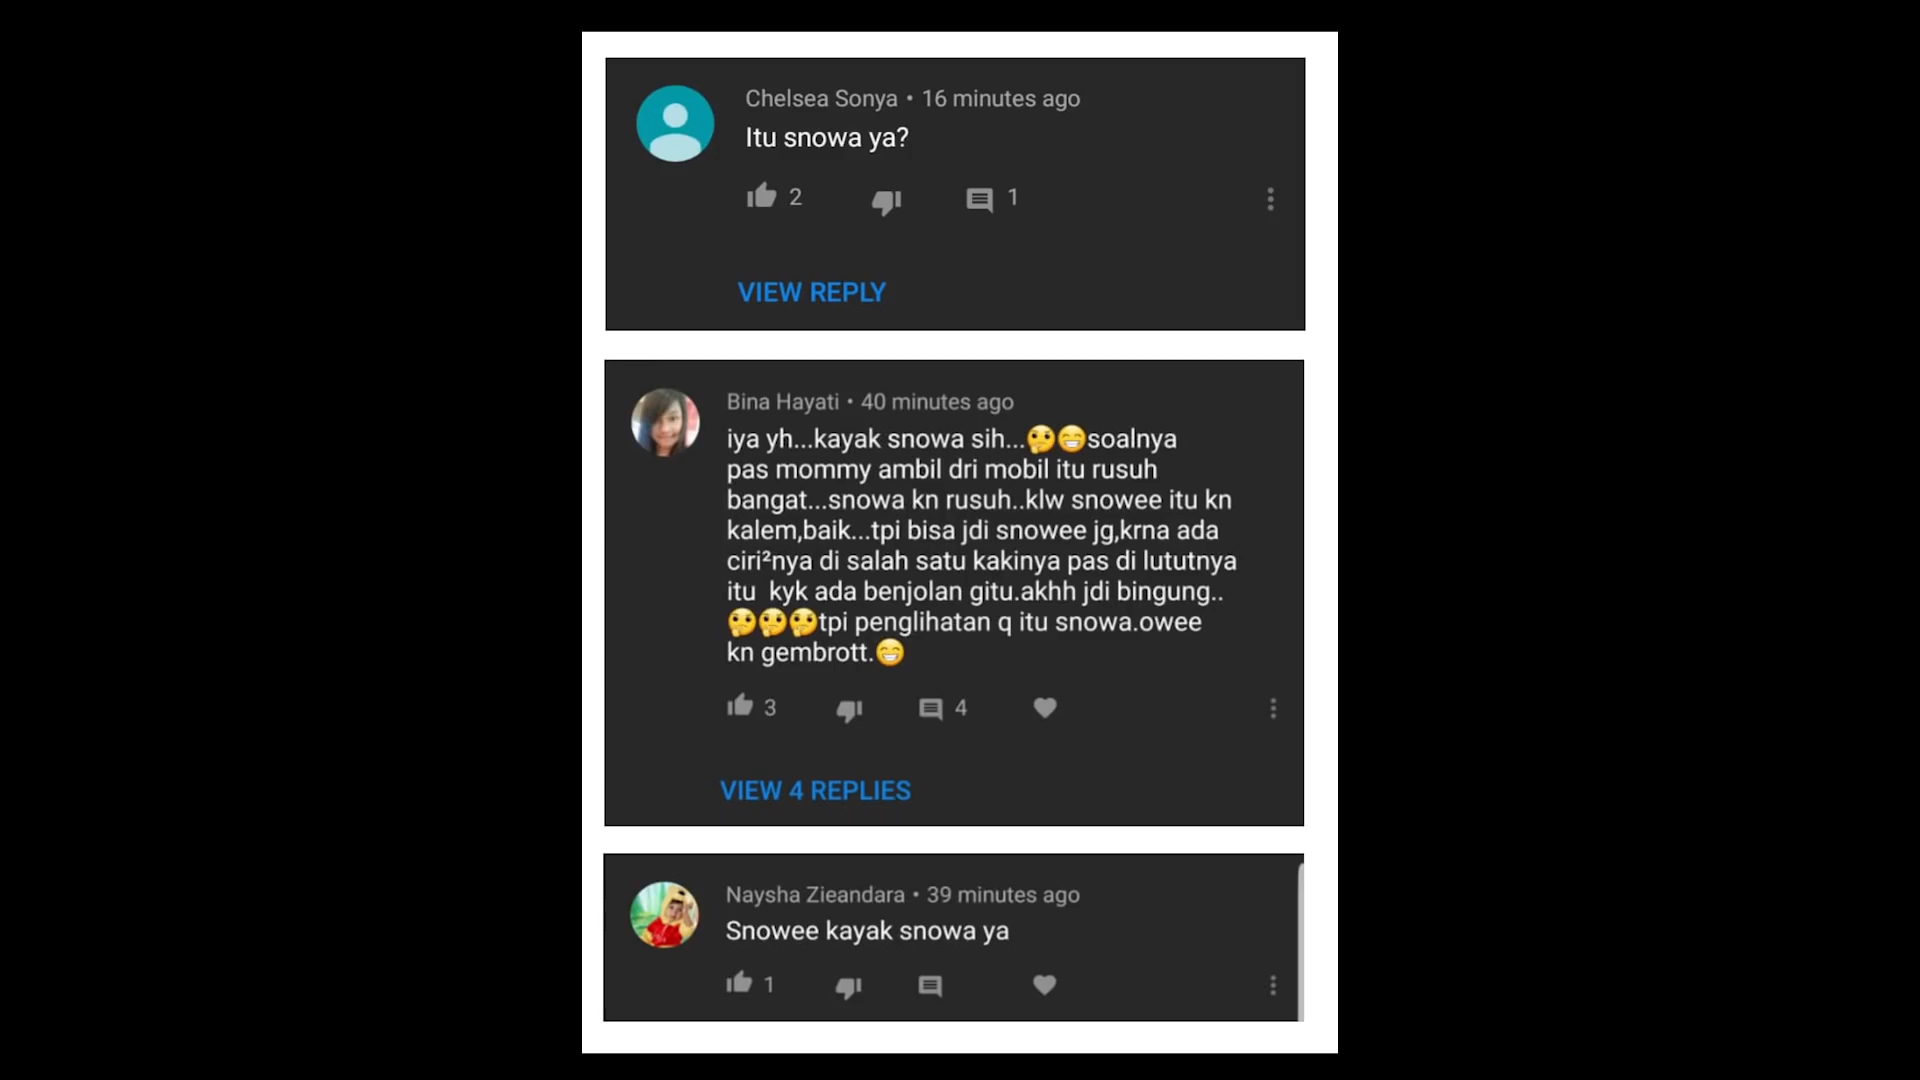 Chelsea Sonya • 16 minutes ago
Itu snowa ya?
2 1
VIEW REPLY
Bina Hayati • 40 minutes ago
iya yh...kayak snowa sih...🤔😁soalnya
pas mommy ambil dri mobil itu rusuh
bangat...snowa kn rusuh..klw snowee itu kn
kalem,baik...tpi bisa jdi snowee jg,krna ada
ciri²nya di salah satu kakinya pas di lututnya
itu  kyk ada benjolan gitu.akhh jdi bingung..
🤔🤔🤔tpi penglihatan q itu snowa.owee
kn gembrott.😁
3 4
VIEW 4 REPLIES
Naysha Zieandara • 39 minutes ago
Snowee kayak snowa ya
1